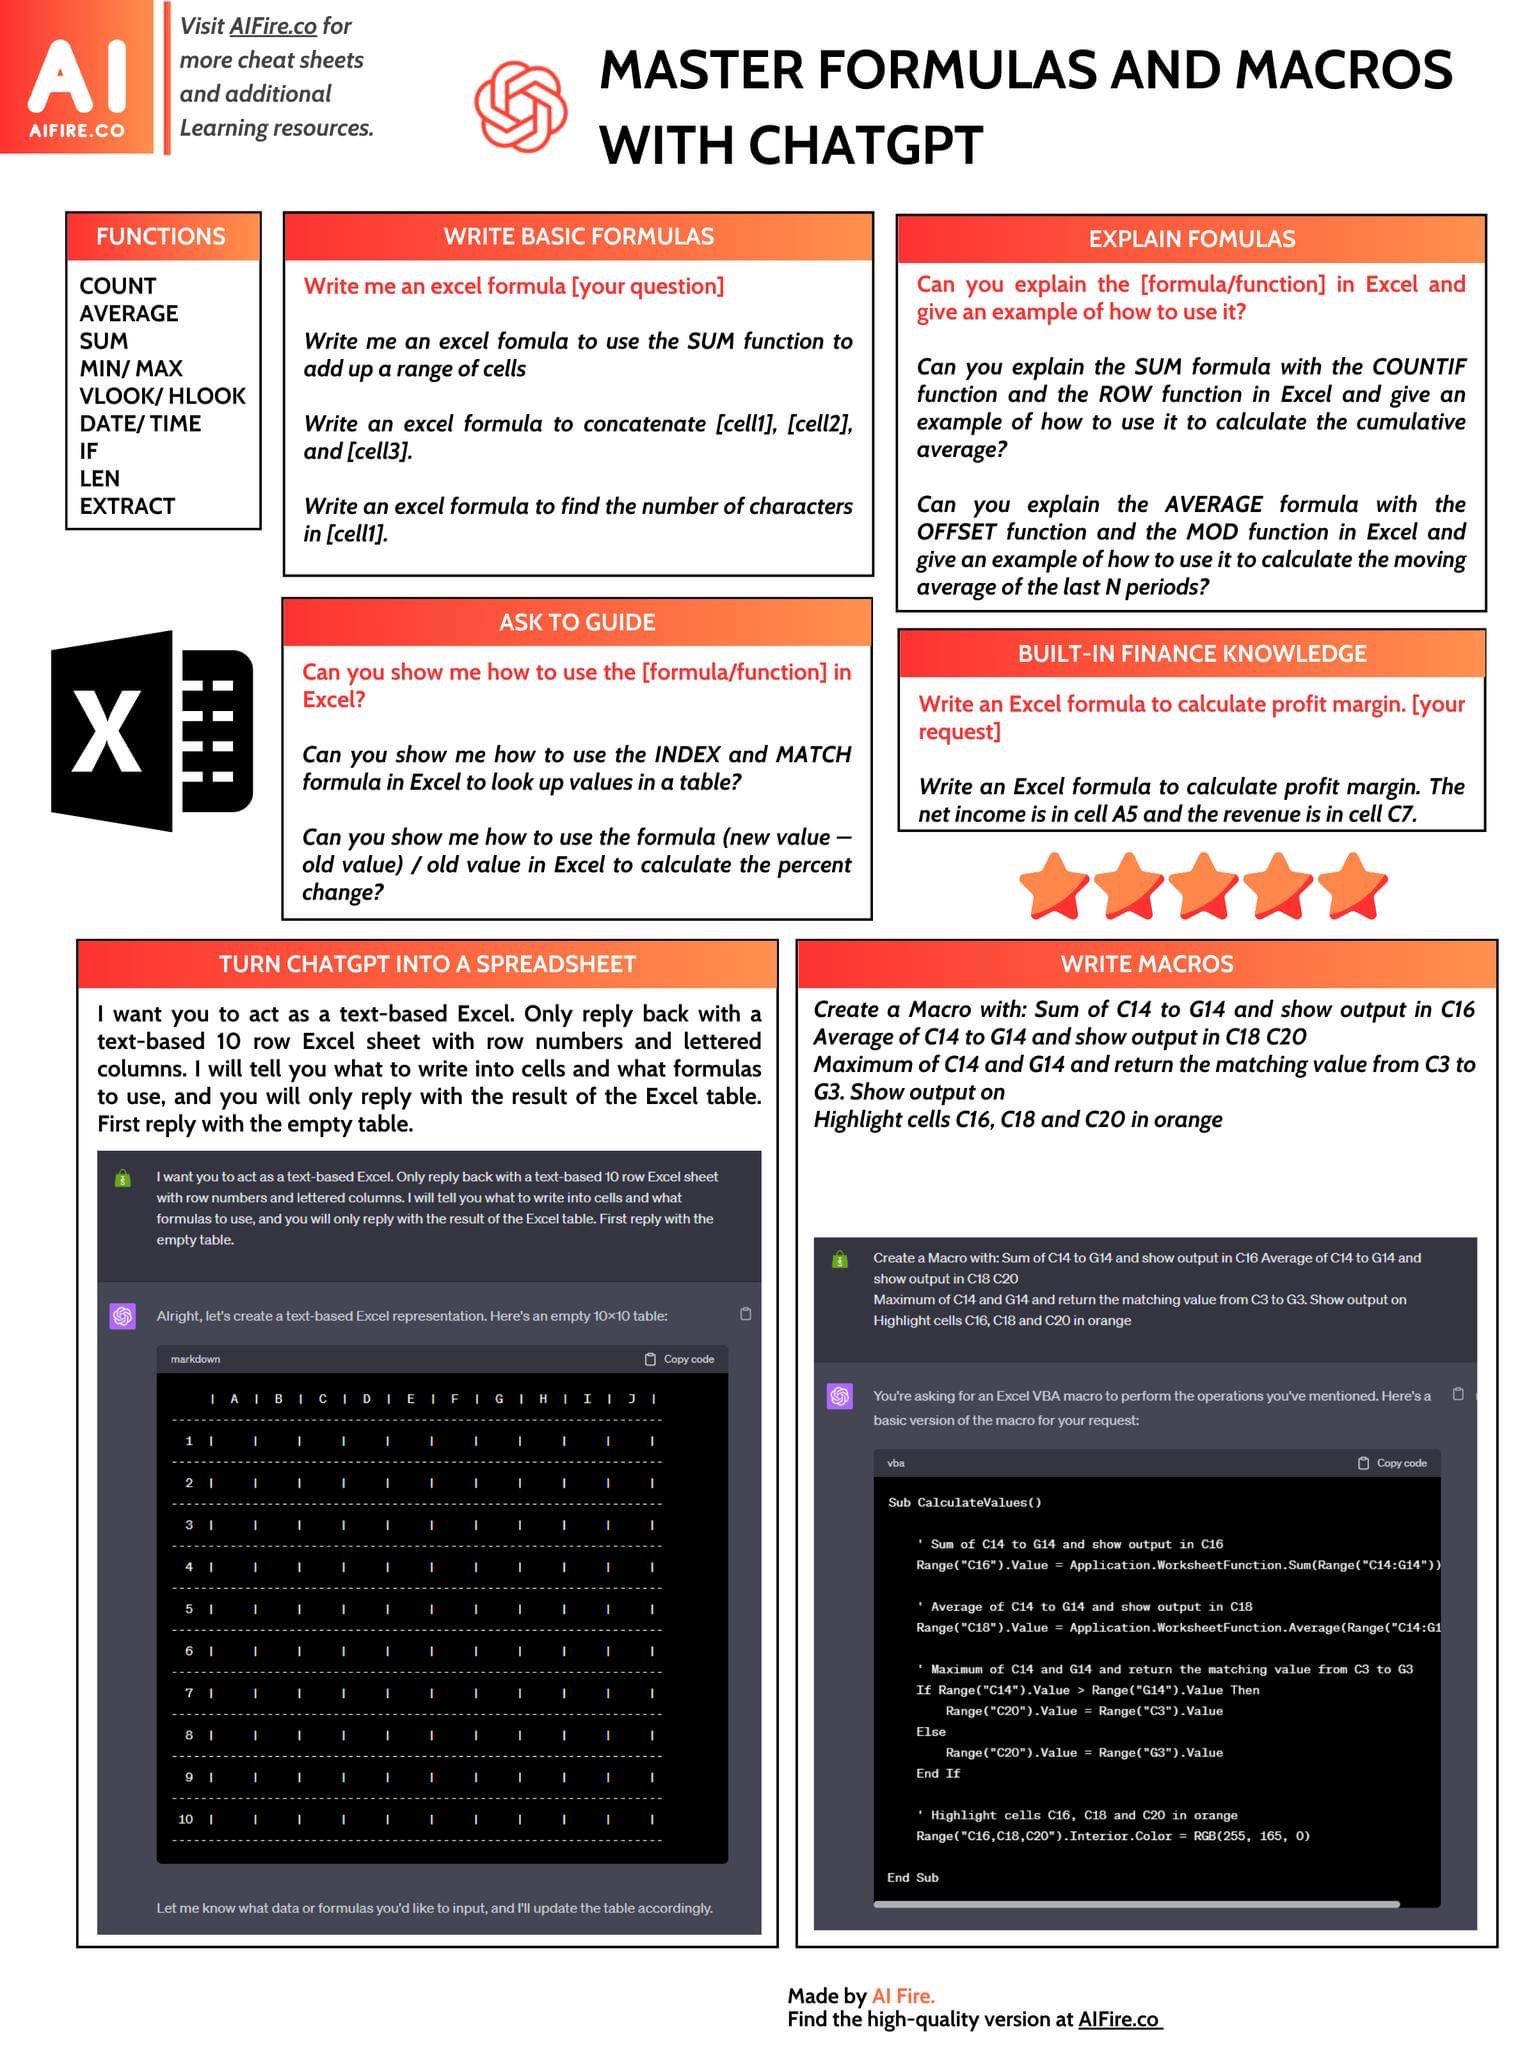 AI
AIFIRE.CO
Visit AIFire.co for
more cheat sheets
and additional
Learning resources.
MASTER FORMULAS AND MACROS
WITH CHATGPT
FUNCTIONS
COUNT
AVERAGE
SUM
MIN/ MAX
VLOOK/ HLOOK
DATE/ TIME
IF
LEN
EXTRACT
WRITE BASIC FORMULAS
Write me an excel formula [your question]
Write me an excel fomula to use the SUM function to
add up a range of cells
Write an excel formula to concatenate [cell1], [cell2],
and [cell3].
Write an excel formula to find the number of characters
in [cell1].
EXPLAIN FOMULAS
Can you explain the [formula/function] in Excel and
give an example of how to use it?
Can you explain the SUM formula with the COUNTIF
function and the ROW function in Excel and give an
example of how to use it to calculate the cumulative
average?
Can you explain the AVERAGE formula with the
OFFSET function and the MOD function in Excel and
give an example of how to use it to calculate the moving
average of the last N periods?
X
ASK TO GUIDE
Can you show me how to use the [formula/function] in
Excel?
Can you show me how to use the INDEX and MATCH
formula in Excel to look up values in a table?
Can you show me how to use the formula (new value –
old value) / old value in Excel to calculate the percent
change?
BUILT-IN FINANCE KNOWLEDGE
Write an Excel formula to calculate profit margin. [your
request]
Write an Excel formula to calculate profit margin. The
net income is in cell A5 and the revenue is in cell C7.
TURN CHATGPT INTO A SPREADSHEET
I want you to act as a text-based Excel. Only reply back with a
text-based 10 row Excel sheet with row numbers and lettered
columns. I will tell you what to write into cells and what formulas
to use, and you will only reply with the result of the Excel table.
First reply with the empty table.
I want you to act as a text-based Excel. Only reply back with a text-based 10 row Excel sheet
with row numbers and lettered columns. I will tell you what to write into cells and what
formulas to use, and you will only reply with the result of the Excel table. First reply with the
empty table.
Alright, let's create a text-based Excel representation. Here's an empty 10×10 table:
markdown Copy code
| A | B | C | D | E | F | G | H | I | J |
-------------------------------------------------------
1 | | | | | | | | | | |
-------------------------------------------------------
2 | | | | | | | | | | |
-------------------------------------------------------
3 | | | | | | | | | | |
-------------------------------------------------------
4 | | | | | | | | | | |
-------------------------------------------------------
5 | | | | | | | | | | |
-------------------------------------------------------
6 | | | | | | | | | | |
-------------------------------------------------------
7 | | | | | | | | | | |
-------------------------------------------------------
8 | | | | | | | | | | |
-------------------------------------------------------
9 | | | | | | | | | | |
-------------------------------------------------------
10 | | | | | | | | | | |
-------------------------------------------------------
Let me know what data or formulas you'd like to input, and I'll update the table accordingly.
WRITE MACROS
Create a Macro with: Sum of C14 to G14 and show output in C16
Average of C14 to G14 and show output in C18 C20
Maximum of C14 and G14 and return the matching value from C3 to
G3. Show output on
Highlight cells C16, C18 and C20 in orange
Create a Macro with: Sum of C14 to G14 and show output in C16 Average of C14 to G14 and
show output in C18 C20
Maximum of C14 and G14 and return the matching value from C3 to G3. Show output on
Highlight cells C16, C18 and C20 in orange
You're asking for an Excel VBA macro to perform the operations you've mentioned. Here's a
basic version of the macro for your request:
vba Copy code
Sub CalculateValues()
' Sum of C14 to G14 and show output in C16
Range("C16").Value = Application.WorksheetFunction.Sum(Range("C14:G14"))
' Average of C14 to G14 and show output in C18
Range("C18").Value = Application.WorksheetFunction.Average(Range("C14:G1
' Maximum of C14 and G14 and return the matching value from C3 to G3
If Range("C14").Value > Range("G14").Value Then
Range("C20").Value = Range("C3").Value
Else
Range("C20").Value = Range("G3").Value
End If
' Highlight cells C16, C18 and C20 in orange
Range("C16,C18,C20").Interior.Color = RGB(255, 165, 0)
End Sub
Made by AI Fire.
Find the high-quality version at AIFire.co